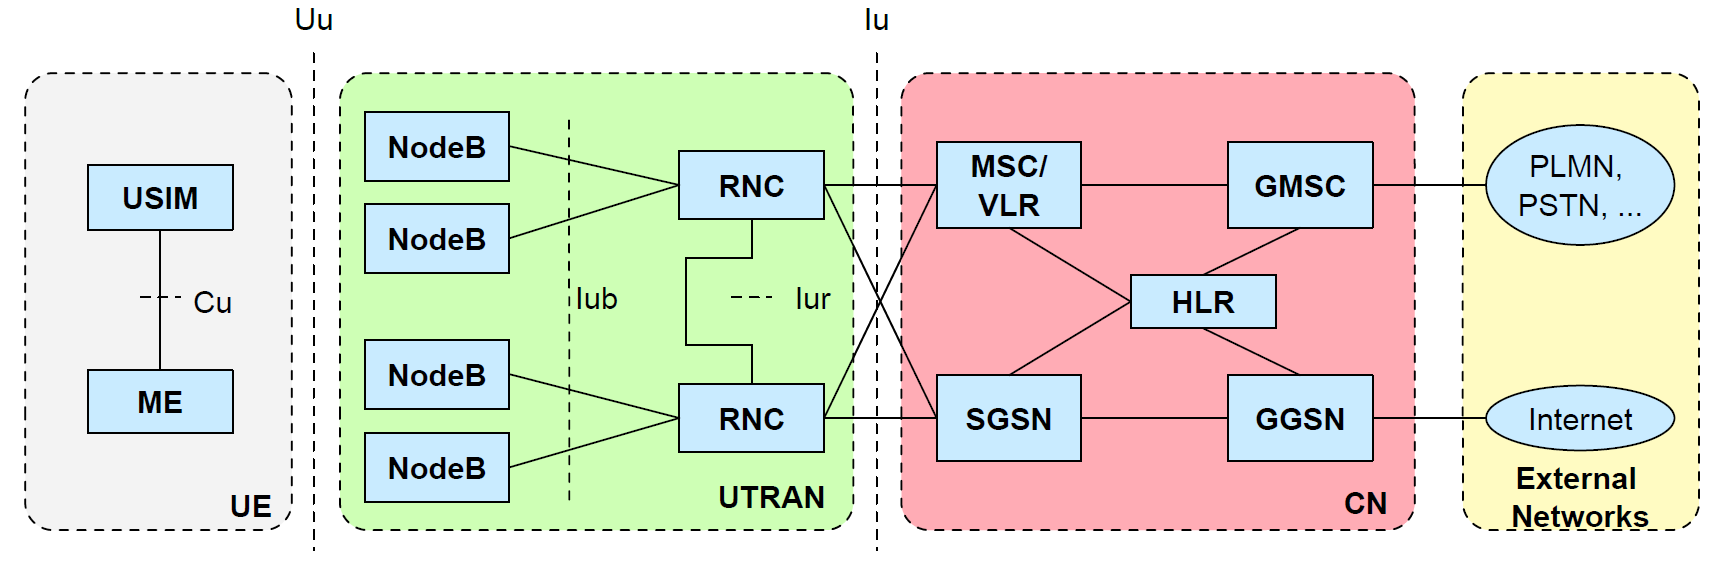 Uu
Iu
USIM
Cu
ME
UE
NodeB
NodeB
NodeB
NodeB
Iub
RNC
Iur
RNC
UTRAN
MSC/
VLR
GMSC
HLR
SGSN
GGSN
CN
PLMN,
PSTN, ...
Internet
External
Networks